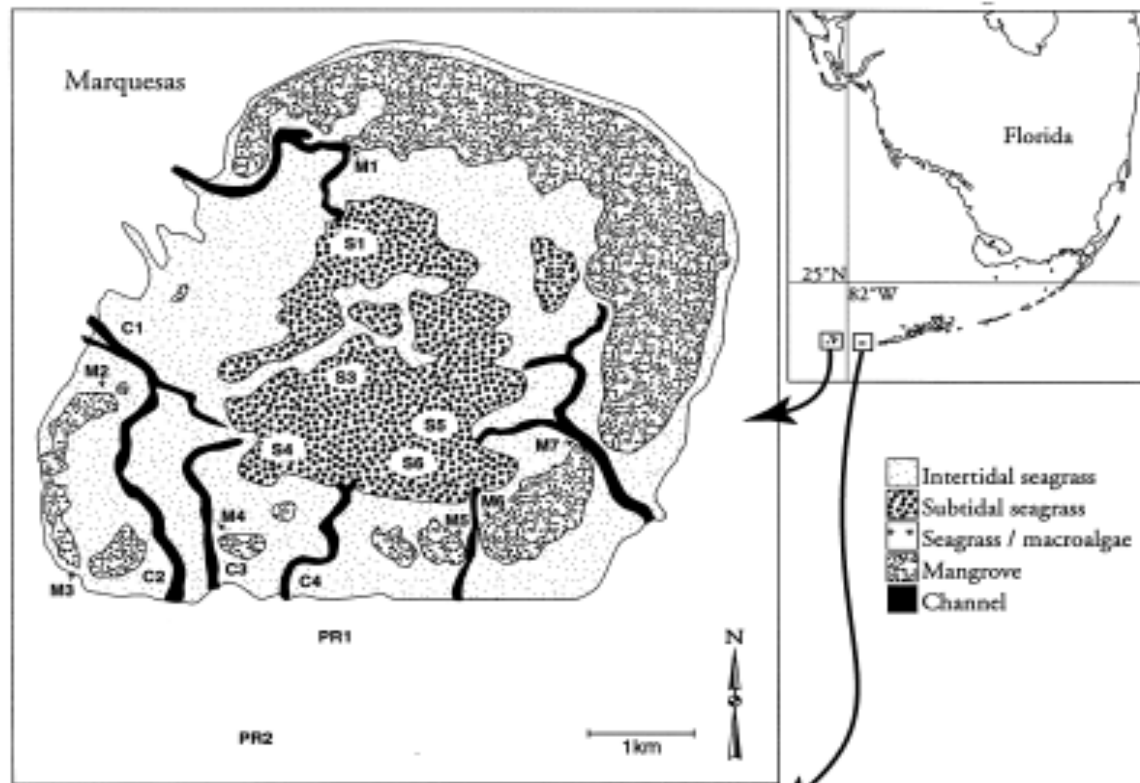 Marquesas
M1
S1
C1
M2
S3
S5
S4
S6
M7
M6
M5
M4
M3
C2
C3
C4
PR1
PR2
N
1km
Florida
25°N
82°W
Intertidal seagrass
Subtidal seagrass
Seagrass / macroalgae
Mangrove
Channel